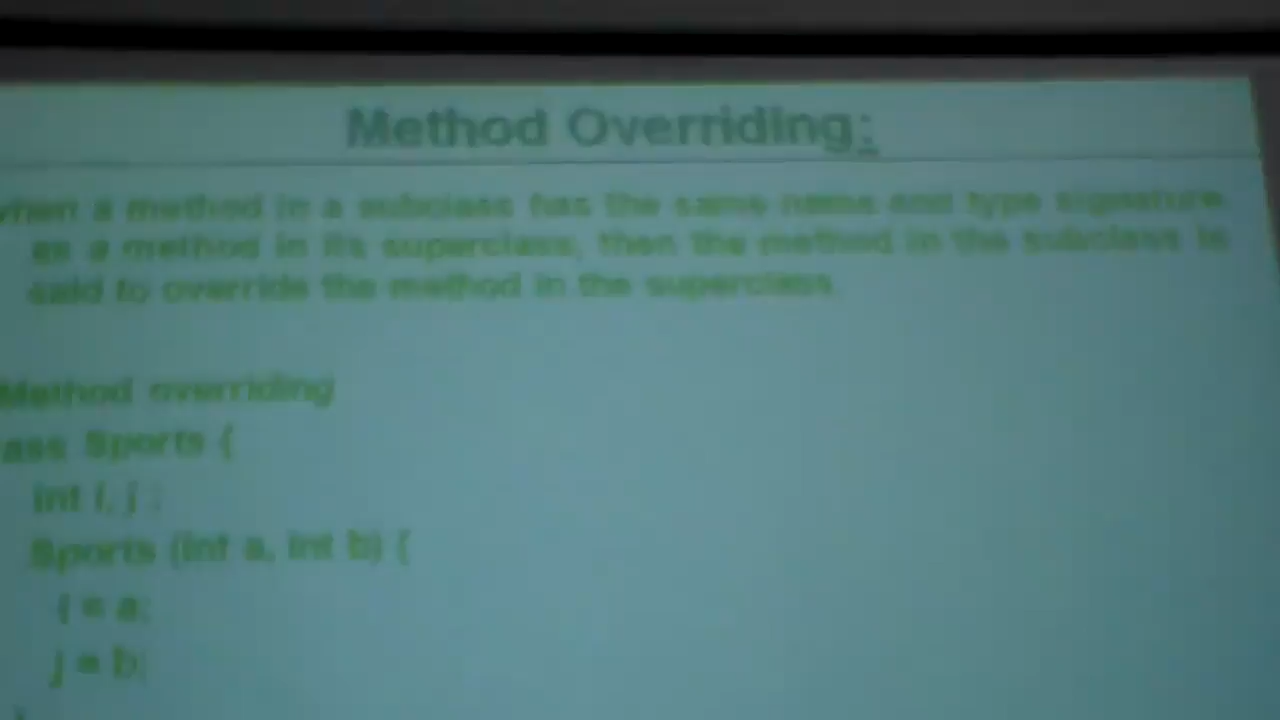 Method Overriding:
when a method in a subclass has the same name and type signature
as a method in its superclass, then the method in the subclass is
said to override the method in the superclass.
Method overriding
ass Sports {
int i, j ;
Sports (int a, int b) {
i = a;
j = b;
}